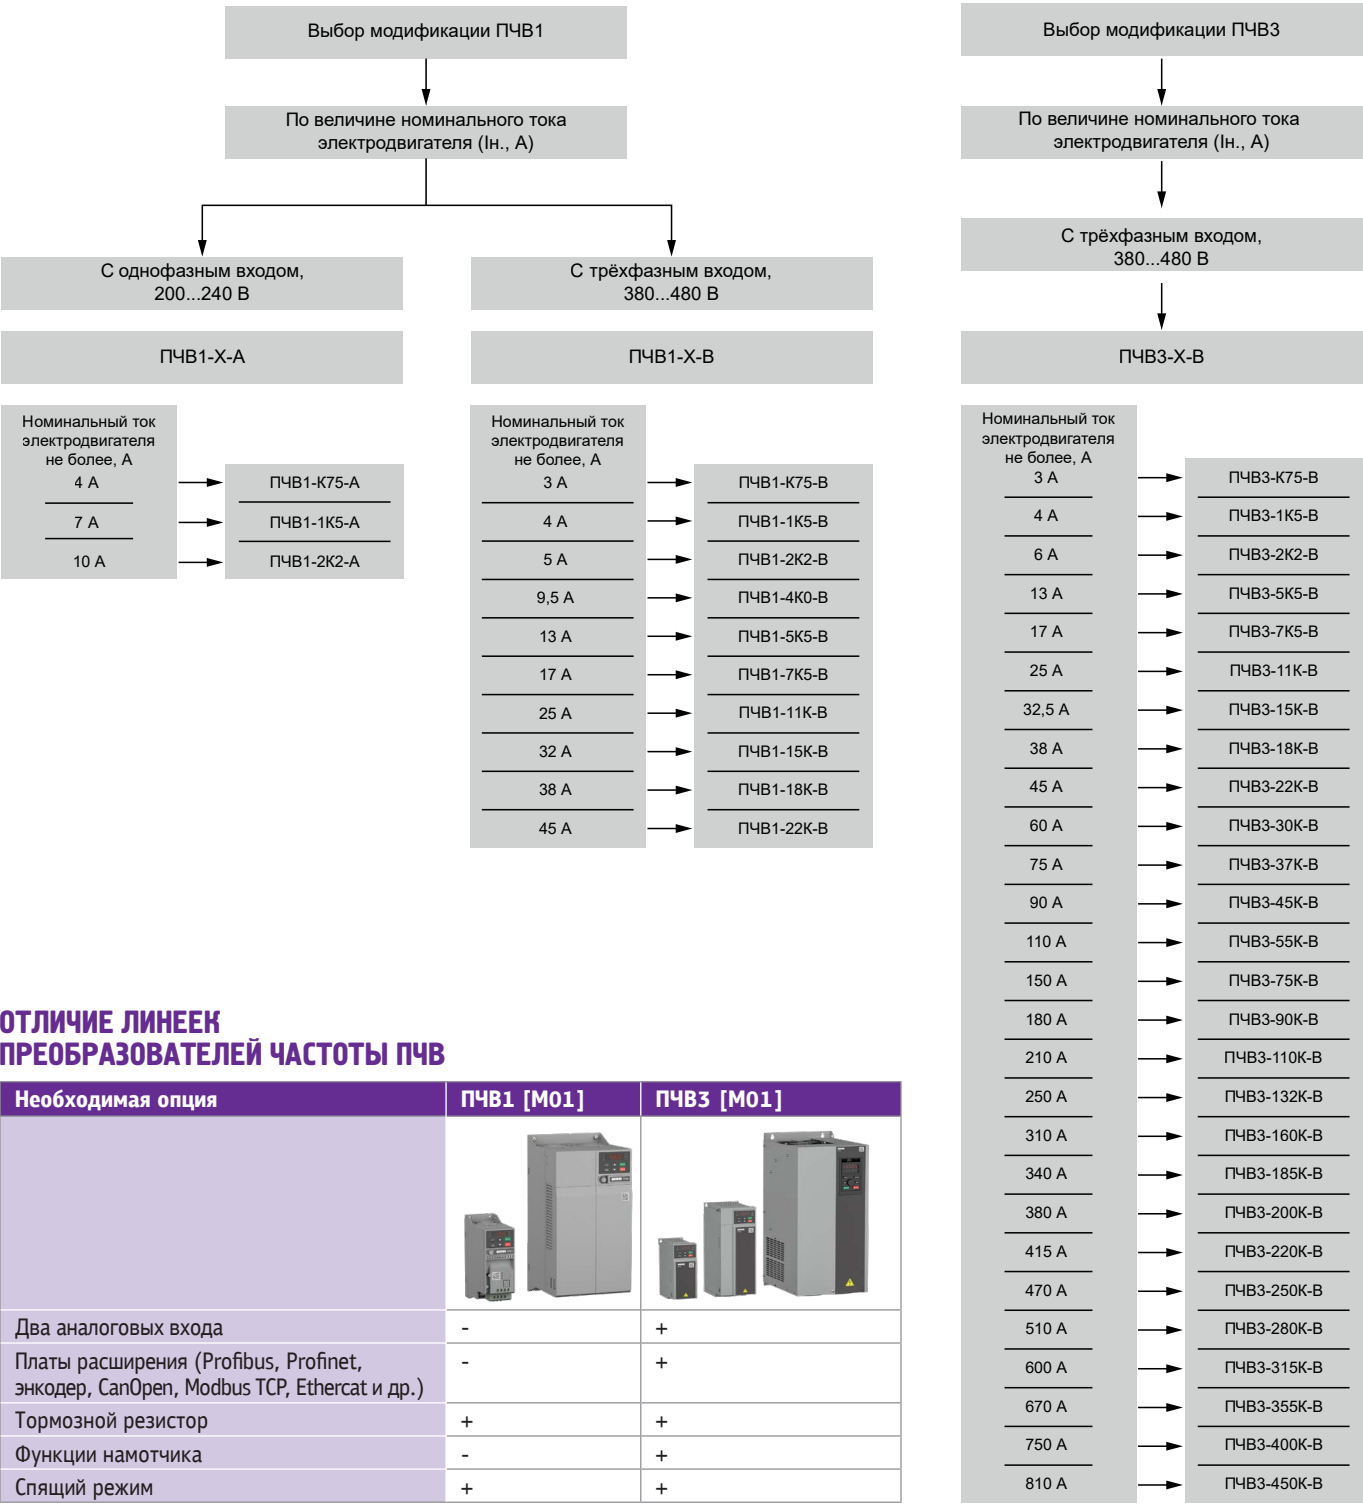 Выбор модификации ПЧВ1
По величине номинального тока
электродвигателя (Iн., А)
С однофазным входом,
200...240 В
С трёхфазным входом,
380...480 В
ПЧВ1-Х-А
ПЧВ1-Х-В
Номинальный ток
электродвигателя
не более, А
4 А
ПЧВ1-К75-А
7 А
ПЧВ1-1К5-А
10 А
ПЧВ1-2К2-А
Номинальный ток
электродвигателя
не более, А
3 А
ПЧВ1-К75-В
4 А
ПЧВ1-1К5-В
5 А
ПЧВ1-2К2-В
9,5 А
ПЧВ1-4К0-В
13 А
ПЧВ1-5К5-В
17 А
ПЧВ1-7К5-В
25 А
ПЧВ1-11К-В
32 А
ПЧВ1-15К-В
38 А
ПЧВ1-18К-В
45 А
ПЧВ1-22К-В
Выбор модификации ПЧВ3
По величине номинального тока
электродвигателя (Iн., А)
С трёхфазным входом,
380...480 В
ПЧВ3-Х-В
Номинальный ток
электродвигателя
не более, А
3 А
ПЧВ3-К75-В
4 А
ПЧВ3-1К5-В
6 А
ПЧВ3-2К2-В
13 А
ПЧВ3-5К5-В
17 А
ПЧВ3-7К5-В
25 А
ПЧВ3-11К-В
32,5 А
ПЧВ3-15К-В
38 А
ПЧВ3-18К-В
45 А
ПЧВ3-22К-В
60 А
ПЧВ3-30К-В
75 А
ПЧВ3-37К-В
90 А
ПЧВ3-45К-В
110 А
ПЧВ3-55К-В
150 А
ПЧВ3-75К-В
180 А
ПЧВ3-90К-В
210 А
ПЧВ3-110К-В
250 А
ПЧВ3-132К-В
310 А
ПЧВ3-160К-В
340 А
ПЧВ3-185К-В
380 А
ПЧВ3-200К-В
415 А
ПЧВ3-220К-В
470 А
ПЧВ3-250К-В
510 А
ПЧВ3-280К-В
600 А
ПЧВ3-315К-В
670 А
ПЧВ3-355К-В
750 А
ПЧВ3-400К-В
810 А
ПЧВ3-450К-В
ОТЛИЧИЕ ЛИНЕЕК
ПРЕОБРАЗОВАТЕЛЕЙ ЧАСТОТЫ ПЧВ
Необходимая опция ПЧВ1 [М01] ПЧВ3 [М01]
Два аналоговых входа - +
Платы расширения (Profibus, Profinet, - +
энкодер, CanOpen, Modbus TCP, Ethercat и др.)
Тормозной резистор + +
Функции намотчика - +
Спящий режим + +